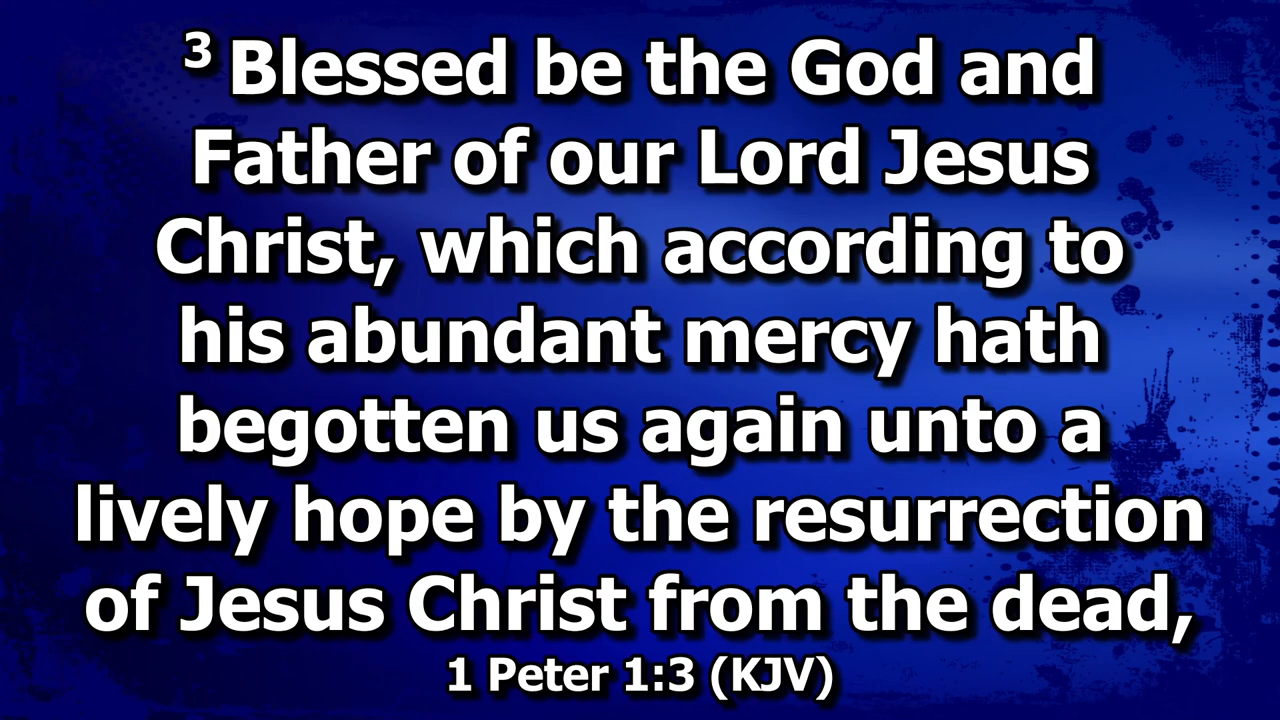 3 Blessed be the God and
Father of our Lord Jesus
Christ, which according to
his abundant mercy hath
begotten us again unto a
lively hope by the resurrection
of Jesus Christ from the dead,
1 Peter 1:3 (KJV)